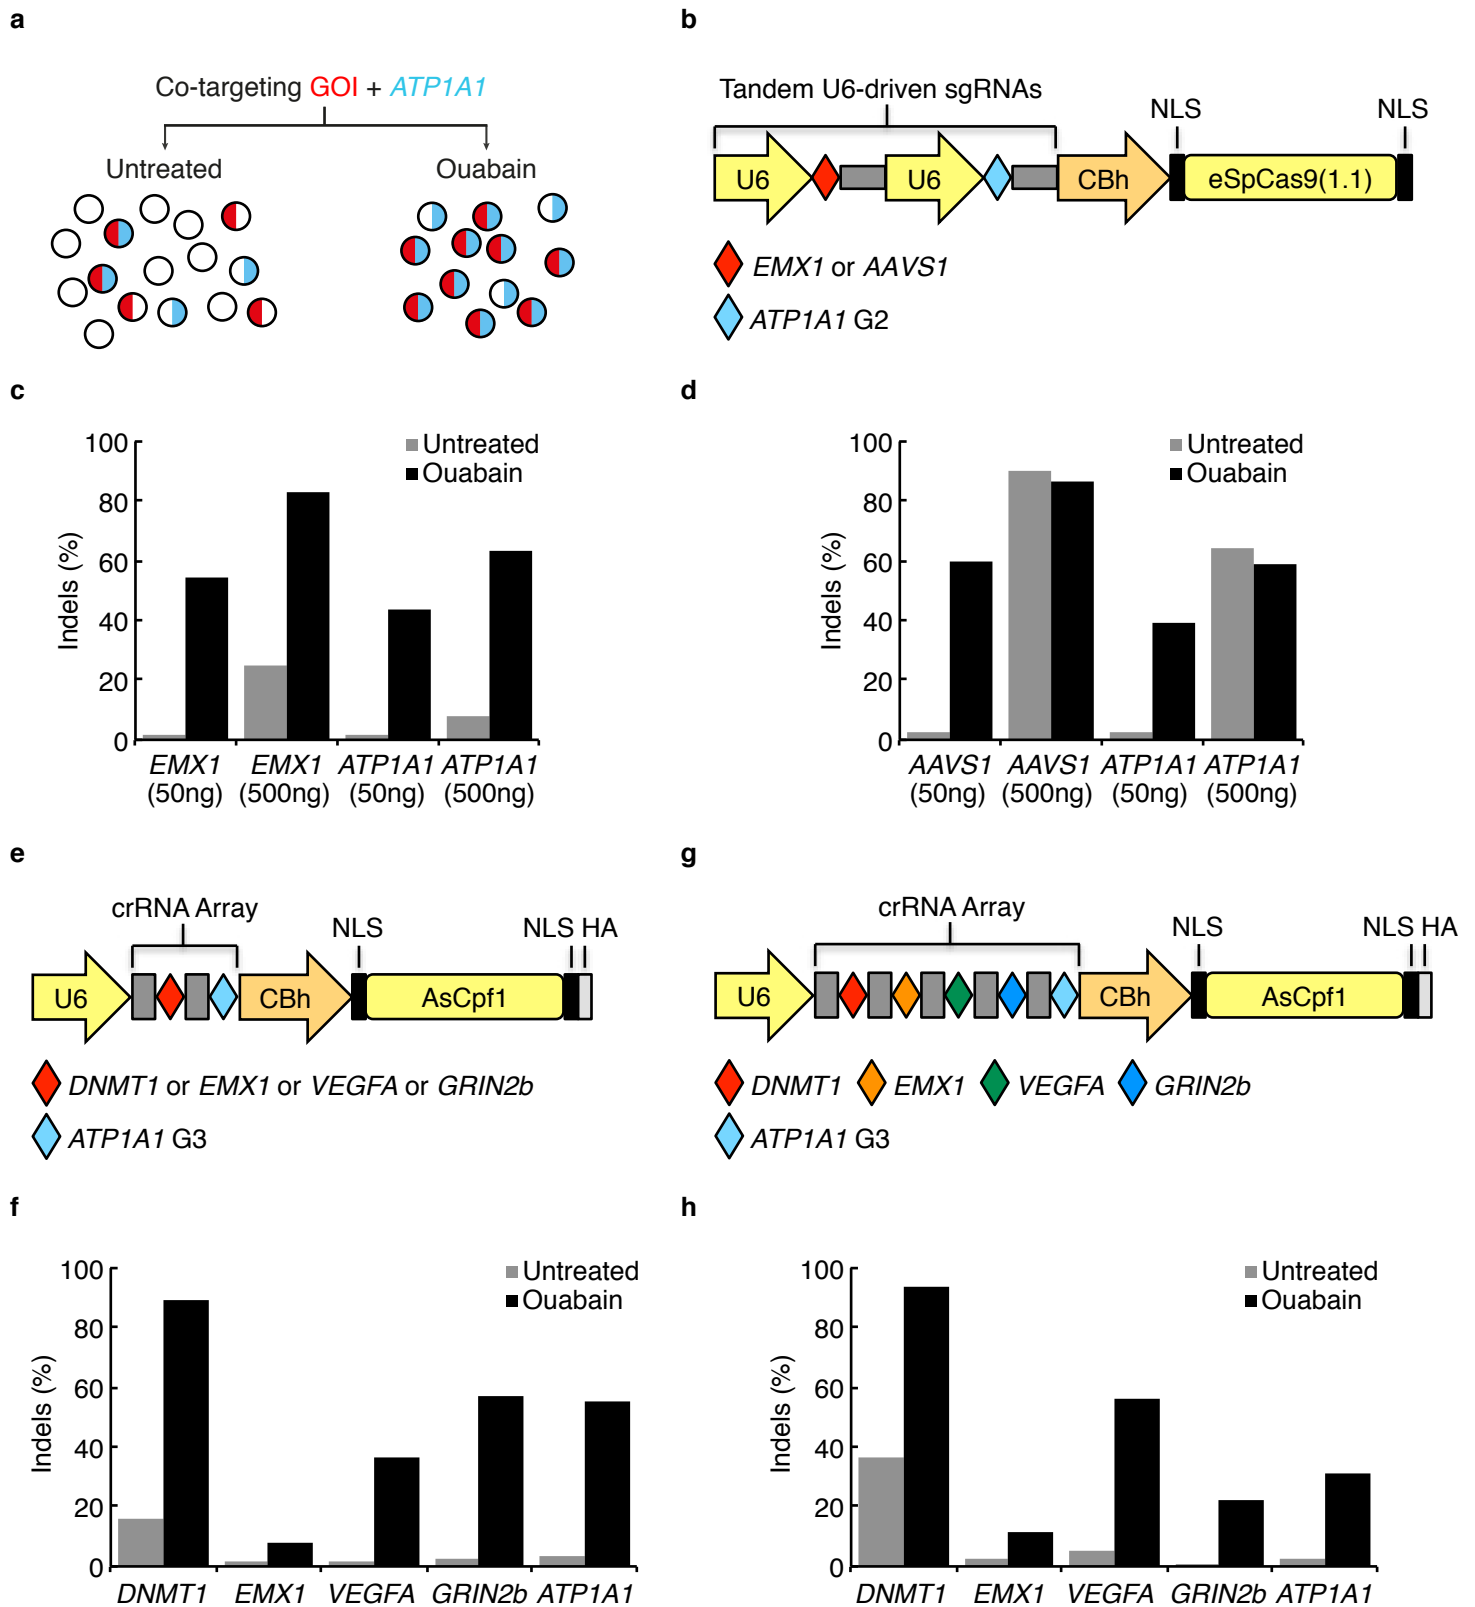 a
Co-targeting GOI + ATP1A1
Untreated
Ouabain
b
Tandem U6-driven sgRNAs
NLS
NLS
U6
U6
CBh
eSpCas9(1.1)
EMX1 or AAVS1
ATP1A1 G2
c
Untreated
Ouabain
Indels (%)
100
80
60
40
20
0
EMX1 EMX1 ATP1A1 ATP1A1
(50ng) (500ng) (50ng) (500ng)
d
Untreated
Ouabain
Indels (%)
100
80
60
40
20
0
AAVS1 AAVS1 ATP1A1 ATP1A1
(50ng) (500ng) (50ng) (500ng)
e
crRNA Array
NLS
NLS HA
U6
CBh
AsCpf1
DNMT1 or EMX1 or VEGFA or GRIN2b
ATP1A1 G3
g
crRNA Array
NLS
NLS HA
U6
CBh
AsCpf1
DNMT1 EMX1 VEGFA GRIN2b
ATP1A1 G3
f
Untreated
Ouabain
Indels (%)
100
80
60
40
20
0
DNMT1 EMX1 VEGFA GRIN2b ATP1A1
h
Untreated
Ouabain
Indels (%)
100
80
60
40
20
0
DNMT1 EMX1 VEGFA GRIN2b ATP1A1